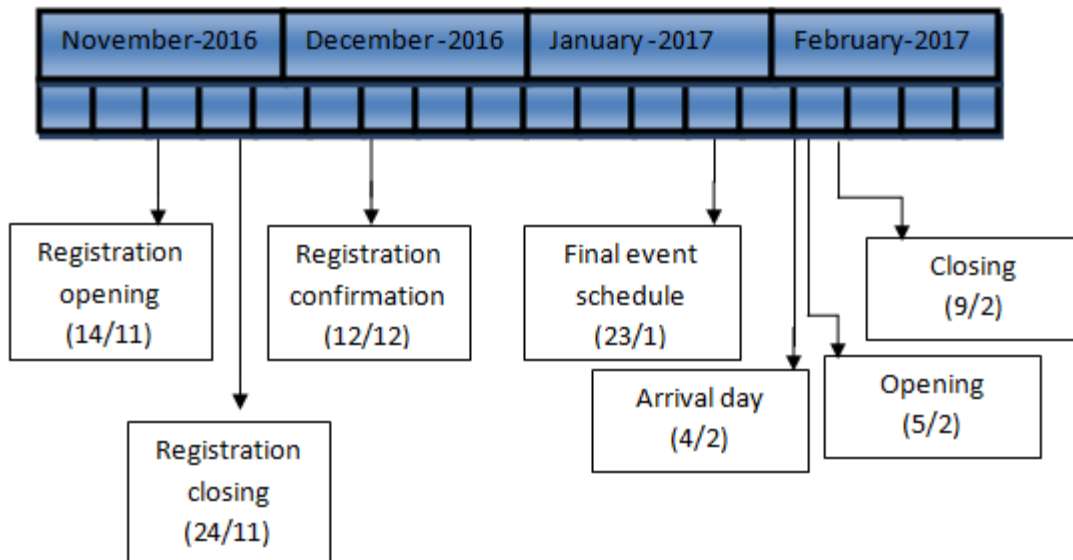 November-2016
December -2016
January -2017
February-2017
Registration
opening
(14/11)
Registration
closing
(24/11)
Registration
confirmation
(12/12)
Final event
schedule
(23/1)
Arrival day
(4/2)
Opening
(5/2)
Closing
(9/2)